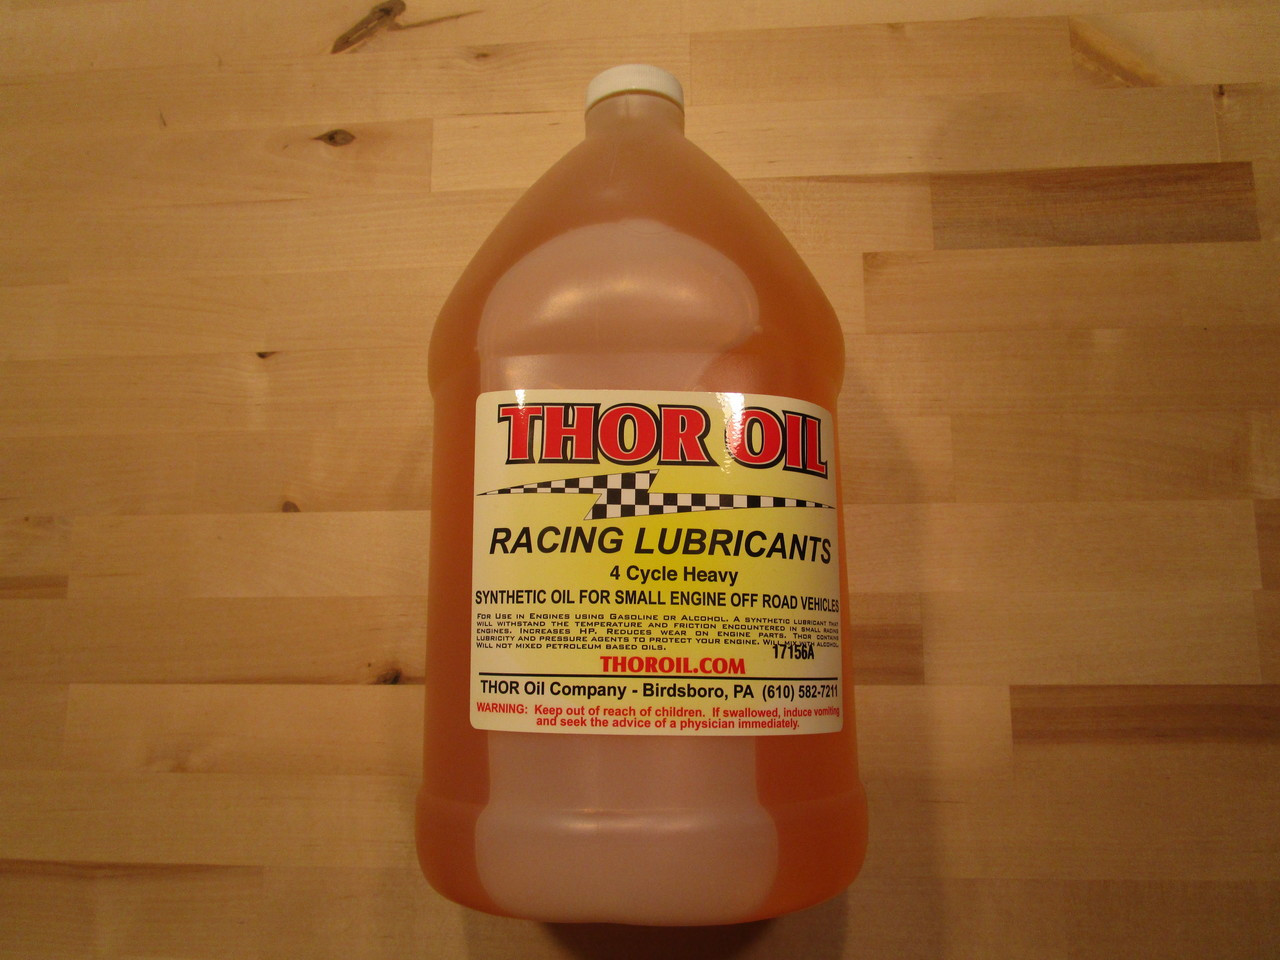 THOR OIL
RACING LUBRICANTS
4 Cycle Heavy
SYNTHETIC OIL FOR SMALL ENGINE OFF ROAD VEHICLES
FOR USE IN ENGINES USING GASOLINE OR ALCOHOL. A SYNTHETIC LUBRICANT THAT
WILL WITHSTAND THE TEMPERATURE AND FRICTION ENCOUNTERED IN SMALL RACING
ENGINES. INCREASES HP. REDUCES WEAR ON ENGINE PARTS. THOR CONTAINS
LUBRICITY AND PRESSURE AGENTS TO PROTECT YOUR ENGINE. WILL MIX WITH ALCOHOL.
WILL NOT MIXED PETROLEUM BASED OILS.
17156A
THOROIL.COM
THOR Oil Company - Birdsboro, PA (610) 582-7211
WARNING: Keep out of reach of children. If swallowed, induce vomiting
and seek the advice of a physician immediately.